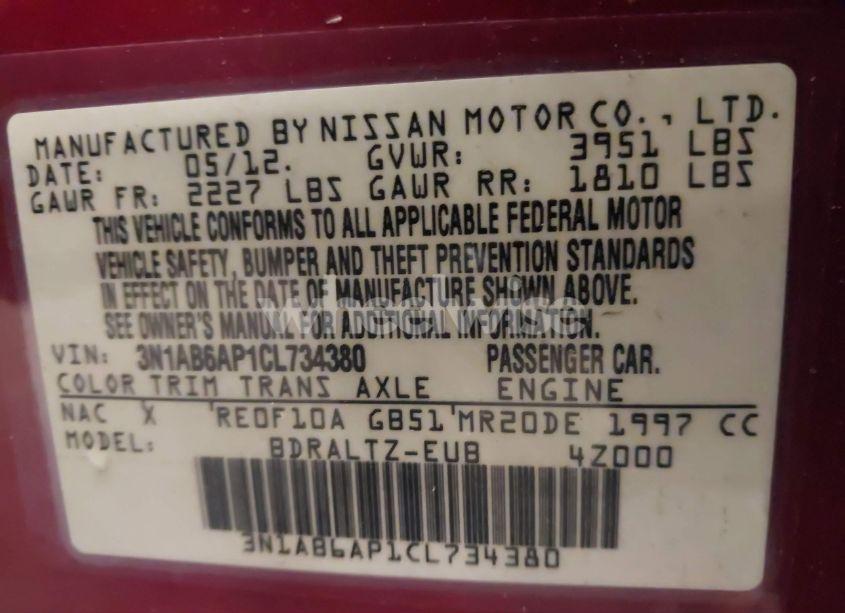 MANUFACTURED BY NISSAN MOTOR CO., LTD.
DATE: 05/12. GVWR: 3951 LBS
GAWR FR: 2227 LBS GAWR RR: 1810 LBS
THIS VEHICLE CONFORMS TO ALL APPLICABLE FEDERAL MOTOR
VEHICLE SAFETY, BUMPER AND THEFT PREVENTION STANDARDS
IN EFFECT ON THE DATE OF MANUFACTURE SHOWN ABOVE.
SEE OWNER'S MANUAL FOR ADDITIONAL INFORMATION.
VIN: 3N1AB6AP1CL734380 PASSENGER CAR.
COLOR TRIM TRANS AXLE ENGINE
NAC X 'RE0F10A GB51'MR20DE 1997 CC
MODEL: BDRALTZ-EUB 4Z000
3N1AB6AP1CL734380